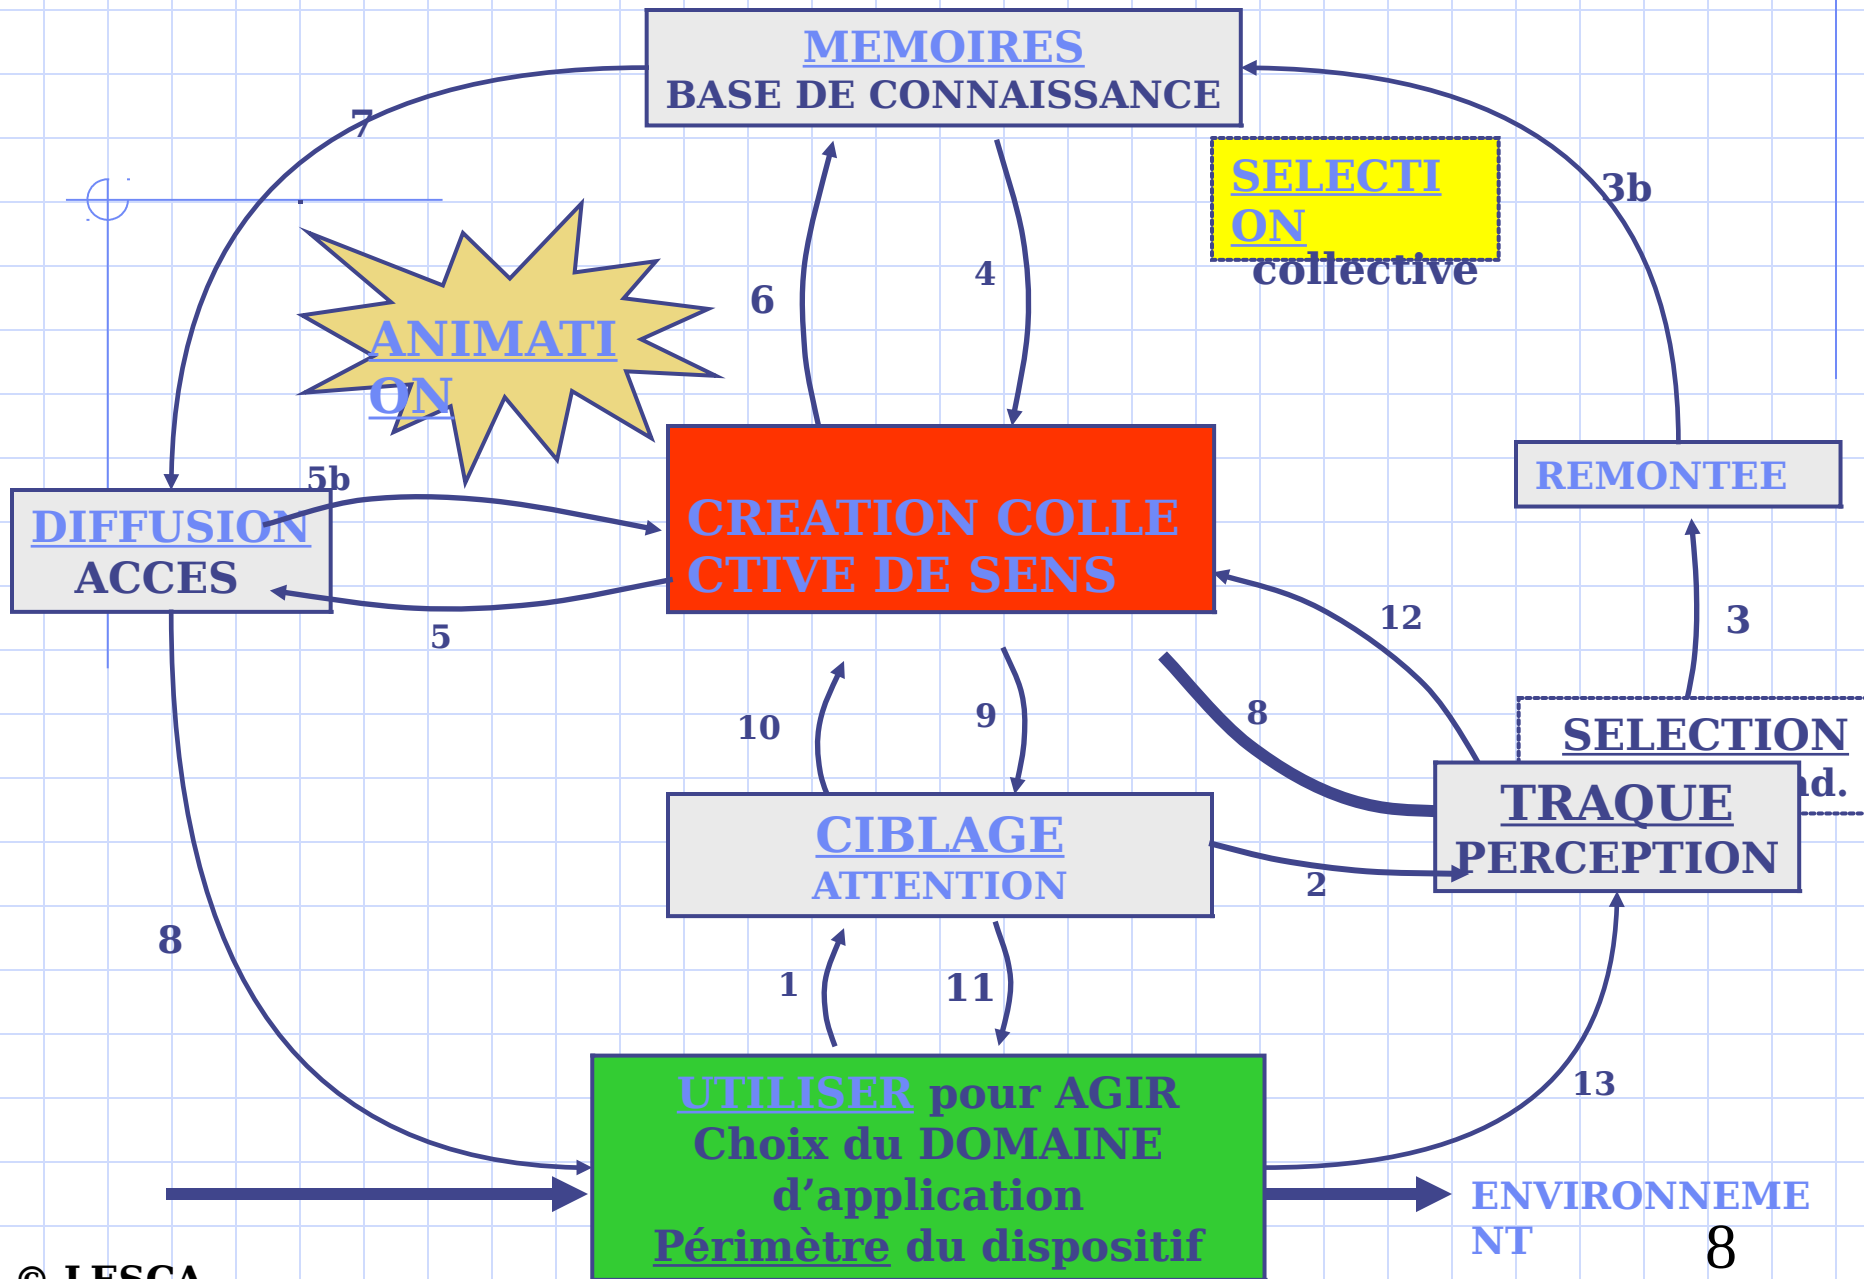 MEMOIRES
BASE DE CONNAISSANCE
7
SELECTI
ON
collective
3b
6
4
ANIMATI
ON
5b
DIFFUSION
ACCES
CREATION COLLE
CTIVE DE SENS
REMONTEE
5
12
3
10
9
8
SELECTION
nd.
TRAQUE
PERCEPTION
CIBLAGE
ATTENTION
2
8
1
11
13
UTILISER pour AGIR
Choix du DOMAINE
d’application
Périmètre du dispositif
ENVIRONNEME
NT
8
© LESCA